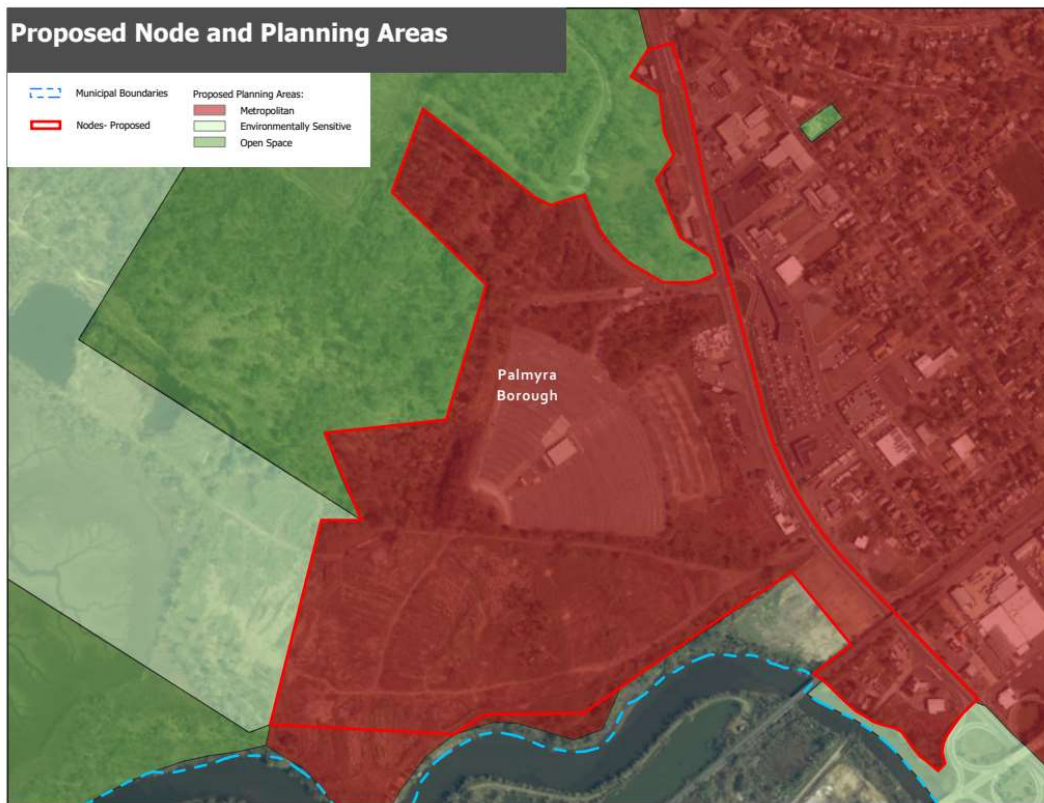 Proposed Node and Planning Areas
Municipal Boundaries
Nodes- Proposed
Proposed Planning Areas:
Metropolitan
Environmentally Sensitive
Open Space
Palmyra
Borough